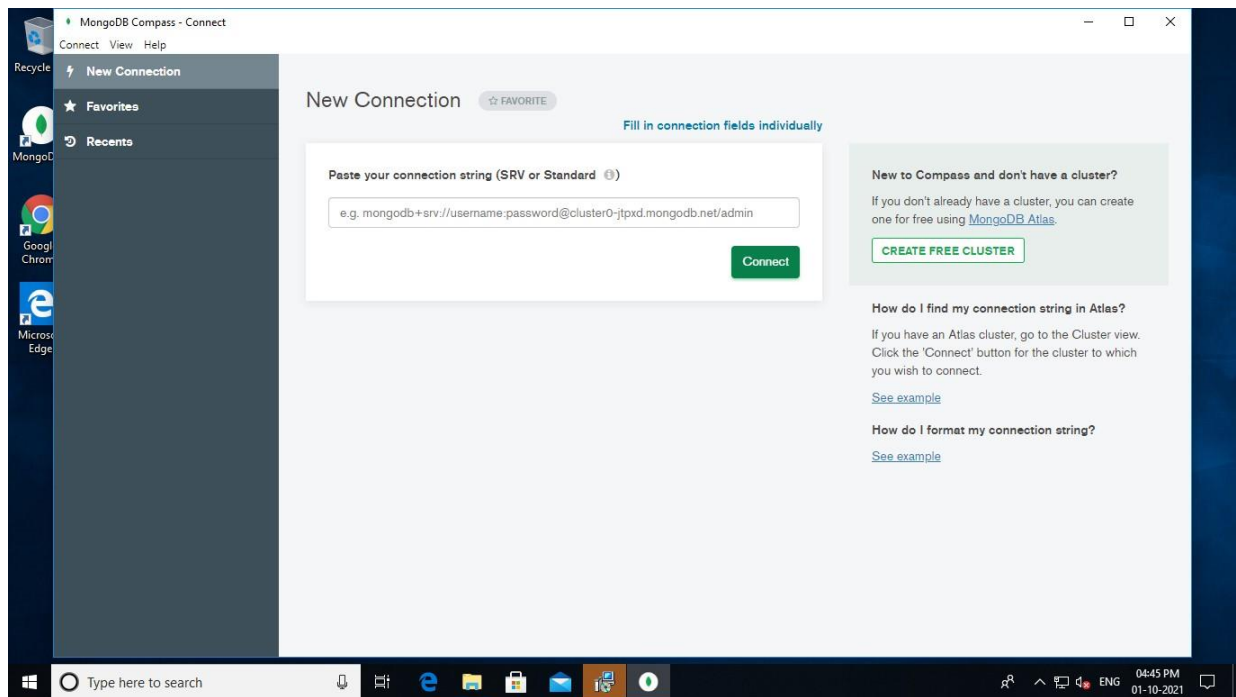 MongoDB Compass - Connect
Connect View Help
Recycle
New Connection
Favorites
Recents
MongoD
Googl
Chrom
Micros
Edge
New Connection
FAVORITE
Fill in connection fields individually
Paste your connection string (SRV or Standard )
e.g. mongodb+srv://username:password@cluster0-jtpxd.mongodb.net/admin
Connect
New to Compass and don't have a cluster?
If you don't already have a cluster, you can create
one for free using MongoDB Atlas.
CREATE FREE CLUSTER
How do I find my connection string in Atlas?
If you have an Atlas cluster, go to the Cluster view.
Click the 'Connect' button for the cluster to which
you wish to connect.
See example
How do I format my connection string?
See example
Type here to search
ENG
04:45 PM
01-10-2021